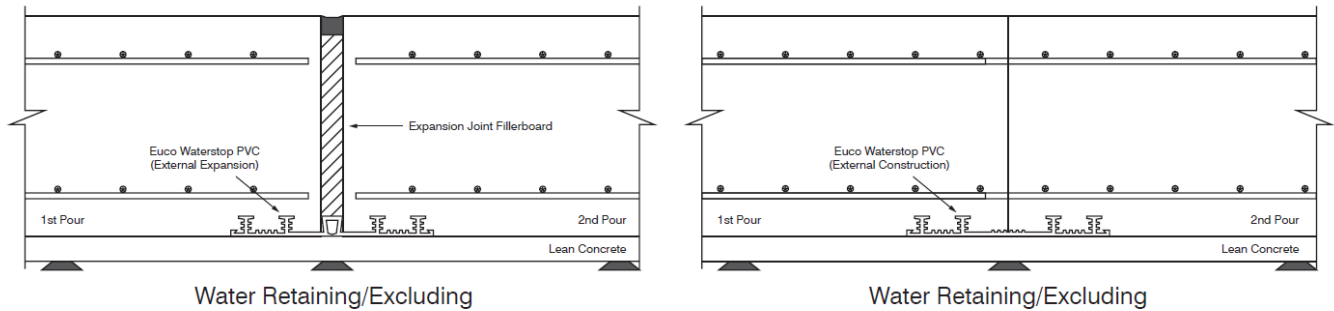 Expansion Joint Fillerboard
Euco Waterstop PVC
(External Expansion)
1st Pour
2nd Pour
Lean Concrete
Water Retaining/Excluding
Euco Waterstop PVC
(External Construction)
1st Pour
2nd Pour
Lean Concrete
Water Retaining/Excluding